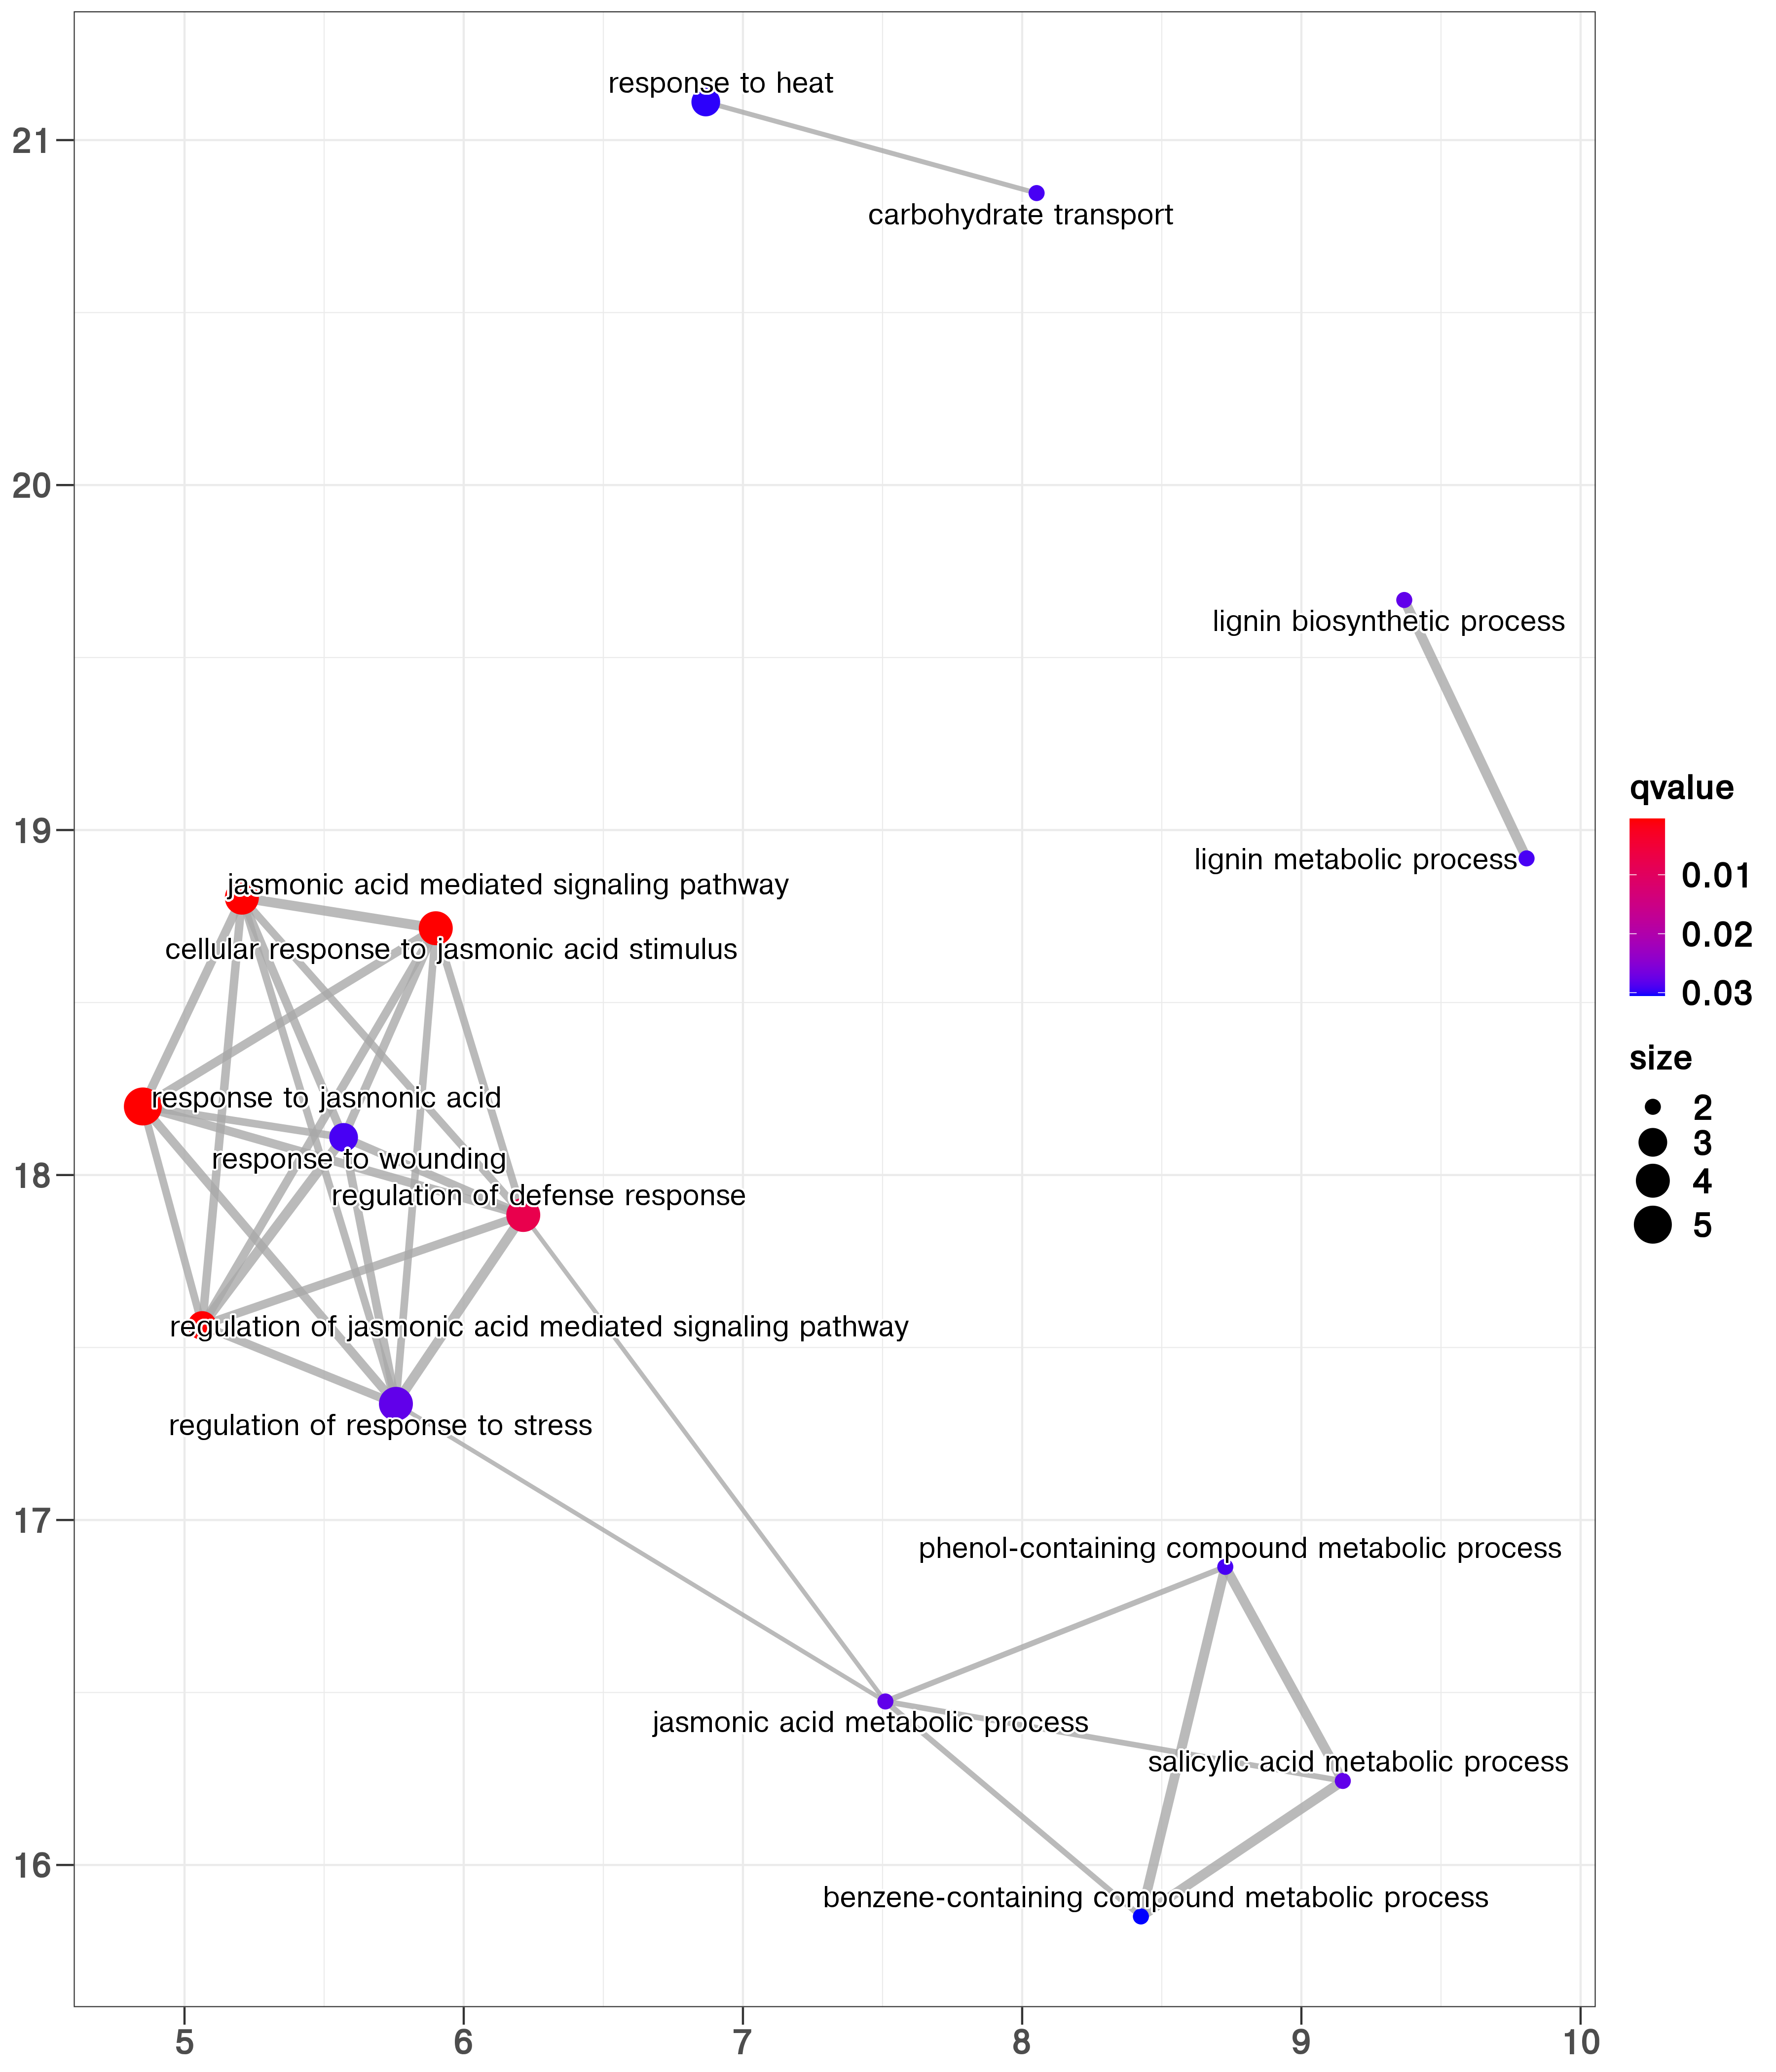 response to heat
21
carbohydrate transport
20
lignin biosynthetic process
19
lignin metabolic process
jasmonic acid mediated signaling pathway
cellular response to jasmonic acid stimulus
response to jasmonic acid
response to wounding
18
regulation of defense response
regulation of jasmonic acid mediated signaling pathway
regulation of response to stress
17
phenol-containing compound metabolic process
jasmonic acid metabolic process
salicylic acid metabolic process
16
benzene-containing compound metabolic process
5 6 7 8 9 10
qvalue
0.01
0.02
0.03
size
2
3
4
5